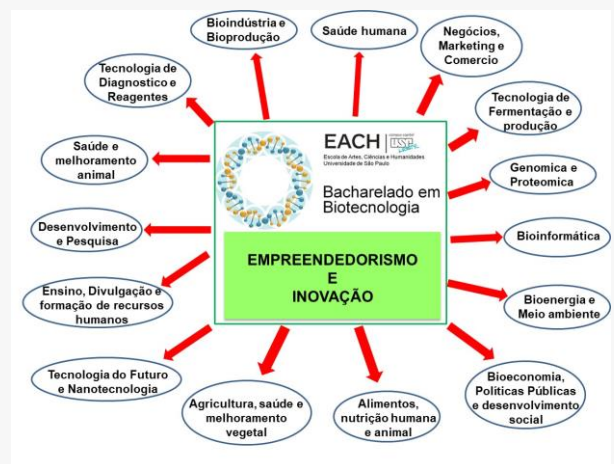 Bioindústria e
Bioprodução
Saúde humana
Negócios,
Marketing e
Comercio
Tecnologia de
Diagnostico e
Reagentes
Tecnologia de
Fermentação e
produção
Saúde e
melhoramento
animal
Genomica e
Proteomica
Desenvolvimento
e Pesquisa
Bioinformática
Ensino, Divulgação e
formação de recursos
humanos
Bioenergia e
Meio ambiente
Tecnologia do Futuro
e Nanotecnologia
Agricultura, saúde e
melhoramento
vegetal
Alimentos,
nutrição humana
e animal
Bioeconomia,
Politicas Públicas
e desenvolvimento
social
EACH
USP
Escola de Artes, Ciências e Humanidades
Universidade de São Paulo
Bacharelado em
Biotecnologia
EMPREENDEDORISMO
E
INOVAÇÃO